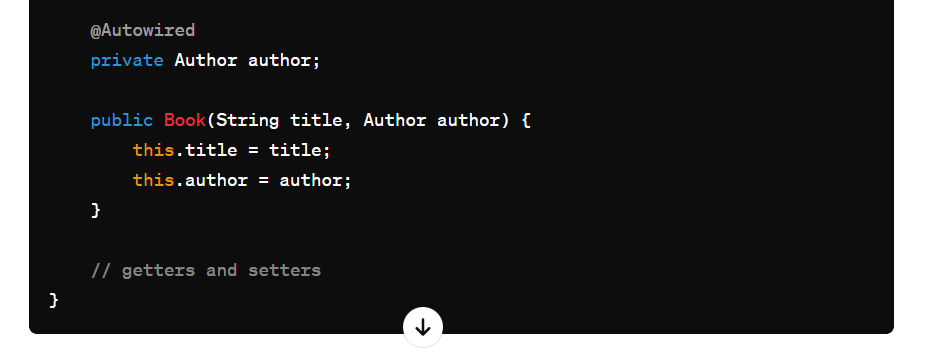 @Autowired
private Author author;
public Book(String title, Author author) {
this.title = title;
this.author = author;
}
// getters and setters
}